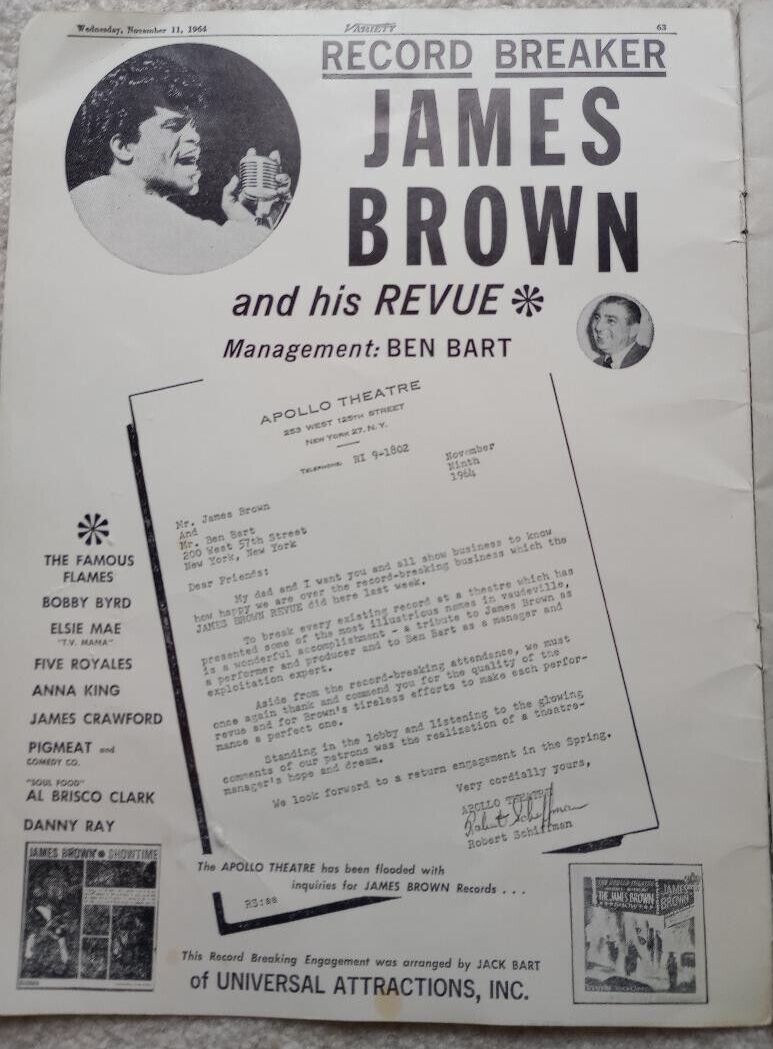 Wednesday, November 11, 1964
VARIETY
63
RECORD BREAKER
JAMES
BROWN
and his REVUE
Management: BEN BART
APOLLO THEATRE
253 WEST 125TH STREET
NEW YORK 27, N. Y.
TELEPHONE: RI 9-1802
November
Ninth
1964
Mr. James Brown
And
Mr. Ben Bart
200 West 57th Street
New York, New York
Dear Friends:
My dad and I want you and all show business to know
how happy we are over the record-breaking business which the
JAMES BROWN REVUE did here last week.
To break every existing record at a theatre which has
presented some of the most illustrious names in vaudeville,
is a wonderful accomplishment - a tribute to James Brown as
a performer and producer and to Ben Bart as a manager and
exploitation expert.
Aside from the record-breaking attendance, we must
once again thank and commend you for the quality of the
revue and for Brown's tireless efforts to make each perfor-
mance a perfect one.
Standing in the lobby and listening to the glowing
comments of our patrons was the realization of a theatre-
manager's hope and dream.
We look forward to a return engagement in the Spring.
Very cordially yours,
APOLLO THEATRE
Robert Schiffman
Robert Schiffman
RS:aa
THE FAMOUS
FLAMES
BOBBY BYRD
ELSIE MAE
"T.V. MAMA"
FIVE ROYALES
ANNA KING
JAMES CRAWFORD
PIGMEAT and
COMEDY CO.
"SOUL FOOD"
AL BRISCO CLARK
DANNY RAY
JAMES BROWN SHOWTIME
The APOLLO THEATRE has been flooded with
inquiries for JAMES BROWN Records . . .
This Record Breaking Engagement was arranged by JACK BART
of UNIVERSAL ATTRACTIONS, INC.
THE APOLLO THEATRE
THE JAMES BROWN
SHOW
JAMES
BROWN